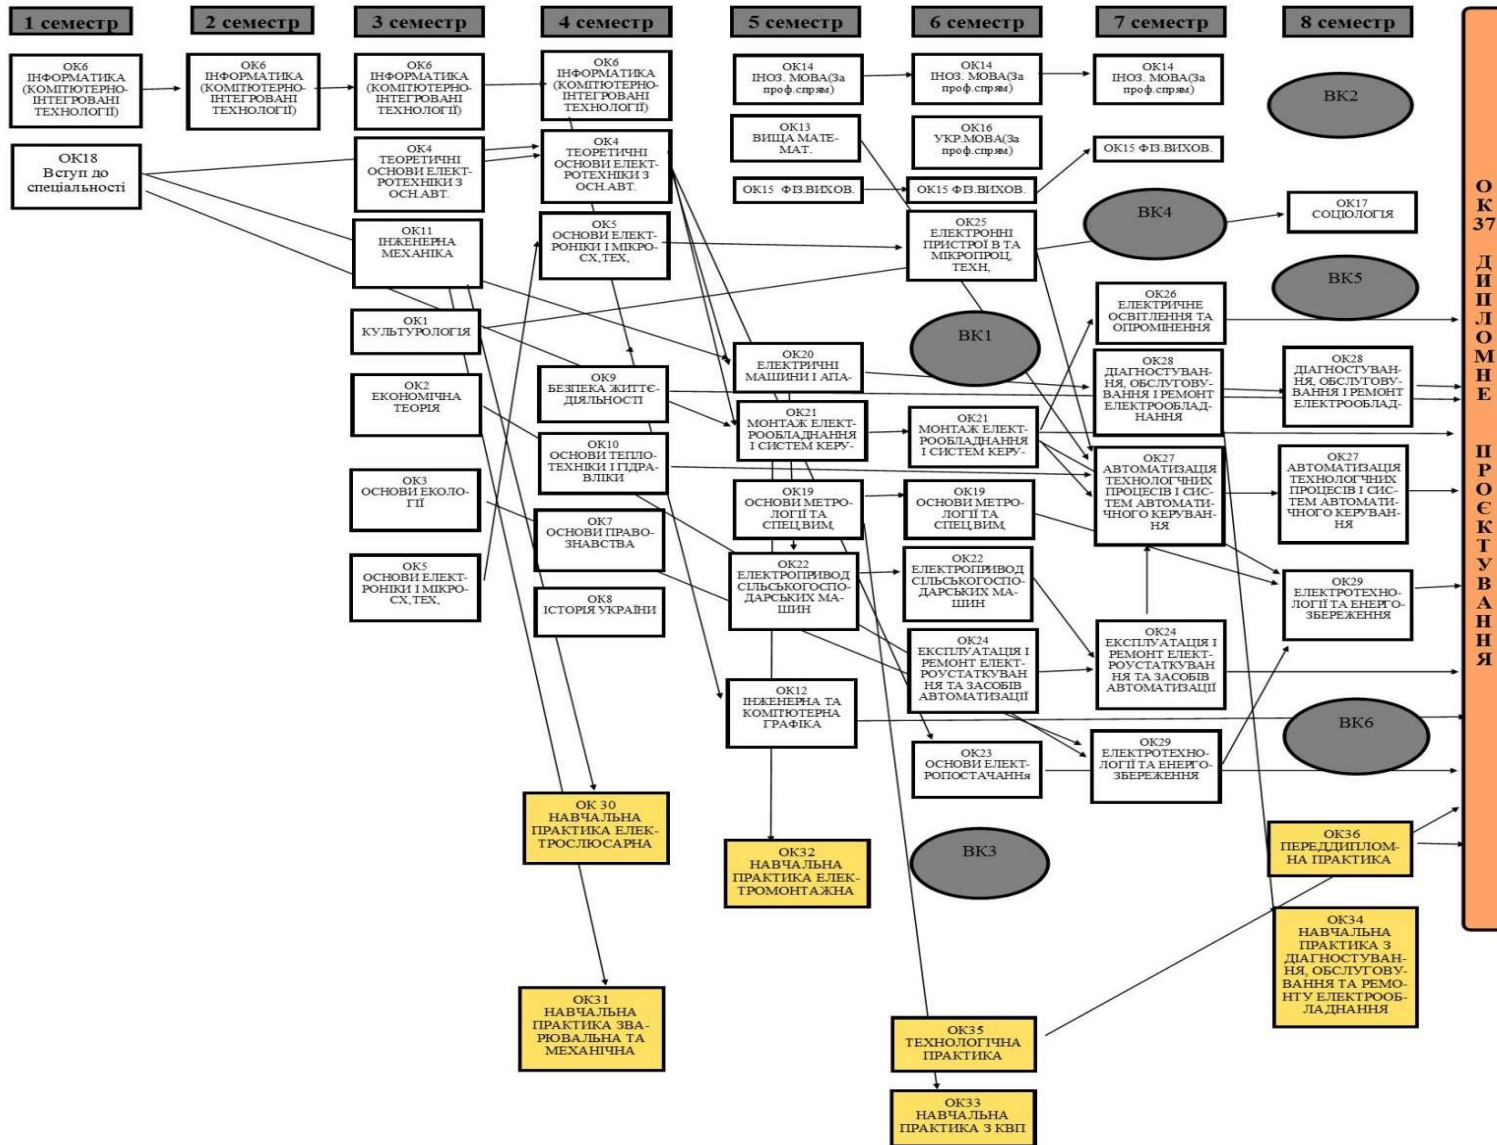 1 семестр
2 семестр
3 семестр
4 семестр
5 семестр
6 семестр
7 семестр
8 семестр
ОК6
ІНФОРМАТИКА
(КОМПЮТЕРНО-
ІНТЕГРОВАНІ
ТЕХНОЛОГІЇ)
ОК18
Вступ до
спеціальності
ОК6
ІНФОРМАТИКА
(КОМПЮТЕРНО-
ІНТЕГРОВАНІ
ТЕХНОЛОГІЇ)
ОК6
ІНФОРМАТИКА
(КОМПЮТЕРНО-
ІНТЕГРОВАНІ
ТЕХНОЛОГІЇ)
ОК4
ТЕОРЕТИЧНІ
ОСНОВИ ЕЛЕКТ-
РОТЕХНІКИ З
ОСН.АВТ.
ОК11
ІНЖЕНЕРНА
МЕХАНІКА
ОК1
КУЛЬТУРОЛОГІЯ
ОК2
ЕКОНОМІЧНА
ТЕОРІЯ
ОК3
ОСНОВИ ЕКОЛО-
ГІЇ
ОК5
ОСНОВИ ЕЛЕКТ-
РОНІКИ І МІКРО-
СХ,ТЕХ,
ОК6
ІНФОРМАТИКА
(КОМПЮТЕРНО-
ІНТЕГРОВАНІ
ТЕХНОЛОГІЇ)
ОК4
ТЕОРЕТИЧНІ
ОСНОВИ ЕЛЕКТ-
РОТЕХНІКИ З
ОСН.АВТ.
ОК5
ОСНОВИ ЕЛЕКТ-
РОНІКИ І МІКРО-
СХ,ТЕХ,
ОК9
БЕЗПЕКА ЖИТТЄ-
ДІЯЛЬНОСТІ
ОК10
ОСНОВИ ТЕПЛО-
ТЕХНІКИ І ГІДРА-
ВЛІКИ
ОК7
ОСНОВИ ПРАВО-
ЗНАВСТВА
ОК8
ІСТОРІЯ УКРАЇНИ
ОК 30
НАВЧАЛЬНА
ПРАКТИКА ЕЛЕК-
ТРОСЛЮСАРНА
ОК31
НАВЧАЛЬНА
ПРАКТИКА ЗВА-
РЮВАЛЬНА ТА
МЕХАНІЧНА
ОК14
ІНОЗ. МОВА(За
проф.спрям)
ОК13
ВИЩА МАТЕ-
МАТ.
ОК15 ФІЗ.ВИХОВ.
ОК20
ЕЛЕКТРИЧНІ
МАШИНИ І АПА-
ОК21
МОНТАЖ ЕЛЕКТ-
РООБЛАДНАННЯ
І СИСТЕМ КЕРУ-
ОК19
ОСНОВИ МЕТРО-
ЛОГІЇ ТА
СПЕЦ,ВИМ,
ОК22
ЕЛЕКТРОПРИВОД
СІЛЬСЬКОГОСПО-
ДАРСЬКИХ МА-
ШИН
ОК12
ІНЖЕНЕРНА ТА
КОМПЮТЕРНА
ГРАФІКА
ОК32
НАВЧАЛЬНА
ПРАКТИКА ЕЛЕК-
ТРОМОНТАЖНА
ОК14
ІНОЗ. МОВА(За
проф.спрям)
ОК16
УКР.МОВА(За
проф.спрям)
ОК15 ФІЗ.ВИХОВ.
ОК25
ЕЛЕКТРОННІ
ПРИСТРОЇ В ТА
МІКРОПРОЦ,
ТЕХН,
ВК1
ОК21
МОНТАЖ ЕЛЕКТ-
РООБЛАДНАННЯ
І СИСТЕМ КЕРУ-
ОК19
ОСНОВИ МЕТРО-
ЛОГІЇ ТА
СПЕЦ,ВИМ,
ОК22
ЕЛЕКТРОПРИВОД
СІЛЬСЬКОГОСПО-
ДАРСЬКИХ МА-
ШИН
ОК24
ЕКСПЛУАТАЦІЯ І
РЕМОНТ ЕЛЕКТ-
РОУСТАТКУВАН-
НЯ ТА ЗАСОБІВ
АВТОМАТИЗАЦІЇ
ОК23
ОСНОВИ ЕЛЕКТ-
РОПОСТАЧАННя
ВК3
ОК35
ТЕХНОЛОГІЧНА
ПРАКТИКА
ОК33
НАВЧАЛЬНА
ПРАКТИКА З КВП
ОК14
ІНОЗ. МОВА(За
проф.спрям)
ОК15 ФІЗ.ВИХОВ.
ВК4
ОК26
ЕЛЕКТРИЧНЕ
ОСВІТЛЕННЯ ТА
ОПРОМІНЕННЯ
ОК28
ДІАГНОСТУВАН-
НЯ, ОБСЛУГОВУ-
ВАННЯ І РЕМОНТ
ЕЛЕКТРООБЛАД-
НАННЯ
ОК27
АВТОМАТИЗАЦІЯ
ТЕХНОЛОГЧНИХ
ПРОЦЕСІВ І СИС-
ТЕМ АВТОМАТИ-
ЧНОГО КЕРУВАН-
НЯ
ОК24
ЕКСПЛУАТАЦІЯ І
РЕМОНТ ЕЛЕКТ-
РОУСТАТКУВАН-
НЯ ТА ЗАСОБІВ
АВТОМАТИЗАЦІЇ
ОК29
ЕЛЕКТРОТЕХНО-
ЛОГІЇ ТА ЕНЕРГО-
ЗБЕРЕЖЕННЯ
ВК2
ОК17
СОЦІОЛОГІЯ
ВК5
ОК28
ДІАГНОСТУВАН-
НЯ, ОБСЛУГОВУ-
ВАННЯ І РЕМОНТ
ЕЛЕКТРООБЛАД-
ОК27
АВТОМАТИЗАЦІЯ
ТЕХНОЛОГЧНИХ
ПРОЦЕСІВ І СИС-
ТЕМ АВТОМАТИ-
ЧНОГО КЕРУВАН-
НЯ
ОК29
ЕЛЕКТРОТЕХНО-
ЛОГІЇ ТА ЕНЕРГО-
ЗБЕРЕЖЕННЯ
ВК6
ОК36
ПЕРЕДДИПЛОМ-
НА ПРАКТИКА
ОК34
НАВЧАЛЬНА
ПРАКТИКА З
ДІАГНОСТУВАН-
НЯ, ОБСЛУГОВУ-
ВАННЯ ТА РЕМО-
НТУ ЕЛЕКТРООБ-
ЛАДНАННЯ
ОК37 ДИПЛОМНЕ ПРОЄКТУВАННЯ